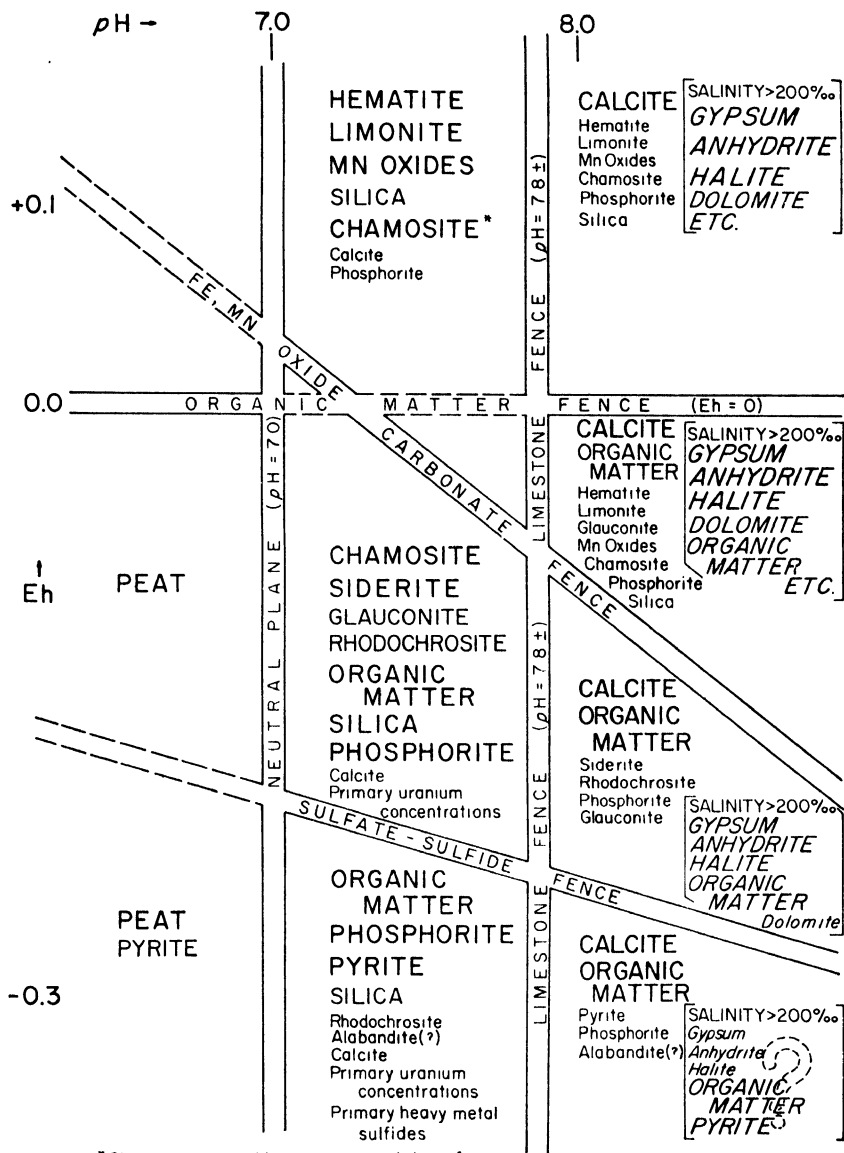 pH →
7.0
8.0
+0.1
0.0
↑
Eh
-0.3
HEMATITE
LIMONITE
MN OXIDES
SILICA
CHAMOSITE*
Calcite
Phosphorite
CALCITE
Hematite
Limonite
Mn Oxides
Chamosite
Phosphorite
Silica
SALINITY>200‰
GYPSUM
ANHYDRITE
HALITE
DOLOMITE
ETC.
FE, MN OXIDE CARBONATE FENCE
ORGANIC MATTER FENCE (Eh = 0)
NEUTRAL PLANE (pH = 7.0)
LIMESTONE FENCE (pH = 7.8 ±)
LIMESTONE FENCE (pH = 7.8 ±)
SULFATE - SULFIDE FENCE
CALCITE
ORGANIC
MATTER
Hematite
Limonite
Glauconite
Mn Oxides
Chamosite
Phosphorite
Silica
SALINITY>200‰
GYPSUM
ANHYDRITE
HALITE
DOLOMITE
ORGANIC
MATTER
ETC.
PEAT
CHAMOSITE
SIDERITE
GLAUCONITE
RHODOCHROSITE
ORGANIC
MATTER
SILICA
PHOSPHORITE
Calcite
Primary uranium
concentrations
CALCITE
ORGANIC
MATTER
Siderite
Rhodochrosite
Phosphorite
Glauconite
SALINITY>200‰
GYPSUM
ANHYDRITE
HALITE
ORGANIC
MATTER
Dolomite
PEAT
PYRITE
ORGANIC
MATTER
PHOSPHORITE
PYRITE
SILICA
Rhodochrosite
Alabandite(?)
Calcite
Primary uranium
concentrations
Primary heavy metal
sulfides
CALCITE
ORGANIC
MATTER
Pyrite
Phosphorite
Alabandite(?)
SALINITY>200‰
Gypsum
Anhydrite
Halite
ORGANIC
MATTER
PYRITE
?